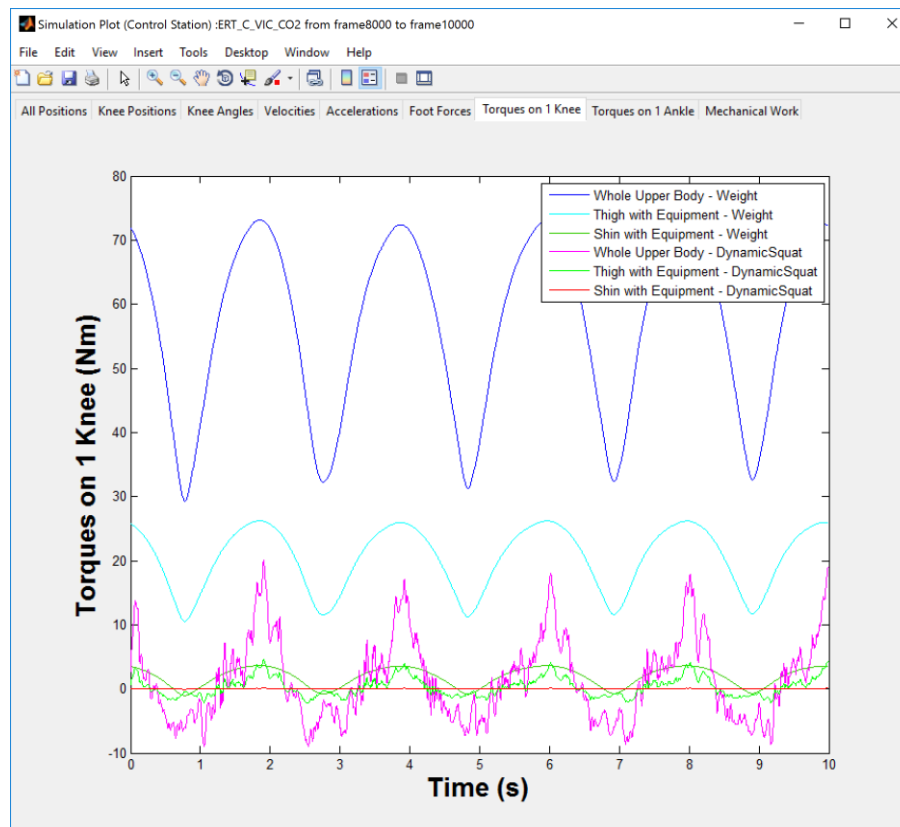 Simulation Plot (Control Station) :ERT_C_VIC_CO2 from frame8000 to frame10000
File Edit View Insert Tools Desktop Window Help
All Positions Knee Positions Knee Angles Velocities Accelerations Foot Forces Torques on 1 Knee Torques on 1 Ankle Mechanical Work
80
70
60
50
40
30
20
10
0
-10
Torques on 1 Knee (Nm)
Whole Upper Body - Weight
Thigh with Equipment - Weight
Shin with Equipment - Weight
Whole Upper Body - DynamicSquat
Thigh with Equipment - DynamicSquat
Shin with Equipment - DynamicSquat
0 1 2 3 4 5 6 7 8 9 10
Time (s)